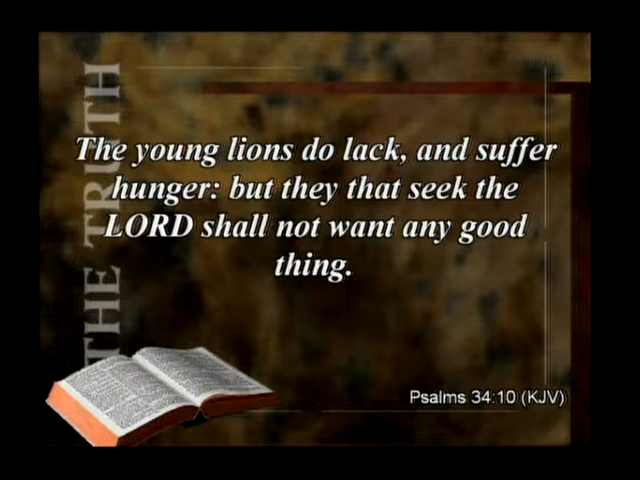 THE TRUTH
The young lions do lack, and suffer
hunger: but they that seek the
LORD shall not want any good
thing.
Psalms 34:10 (KJV)